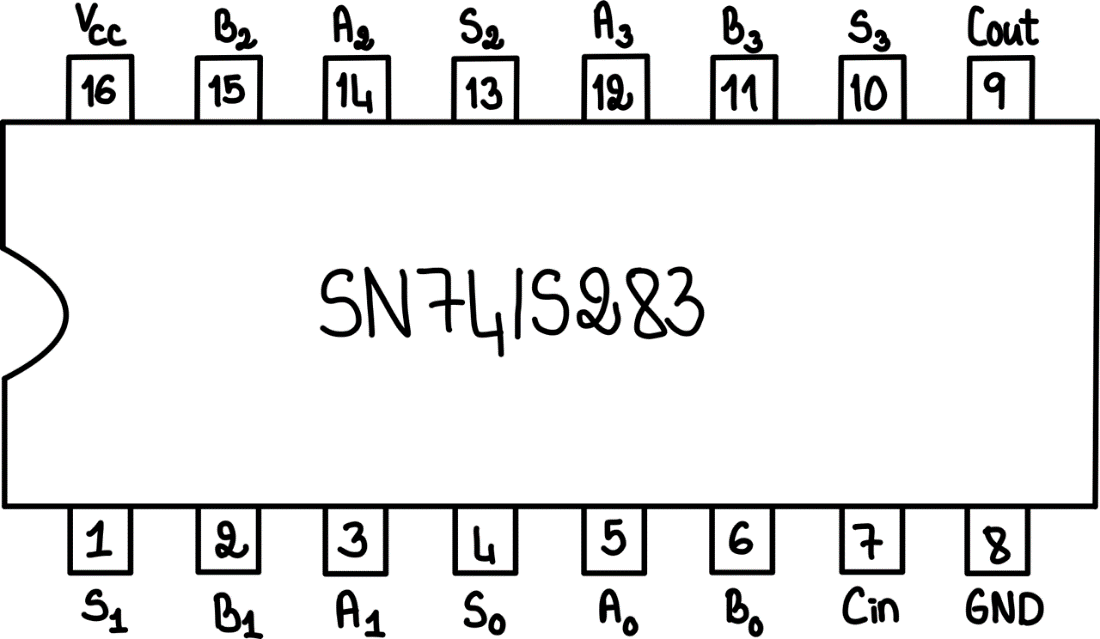 Vcc B2 A2 S2 A3 B3 S3 Cout
16 15 14 13 12 11 10 9
SN74lS283
1 2 3 4 5 6 7 8
S1 B1 A1 S0 A0 B0 Cin GND